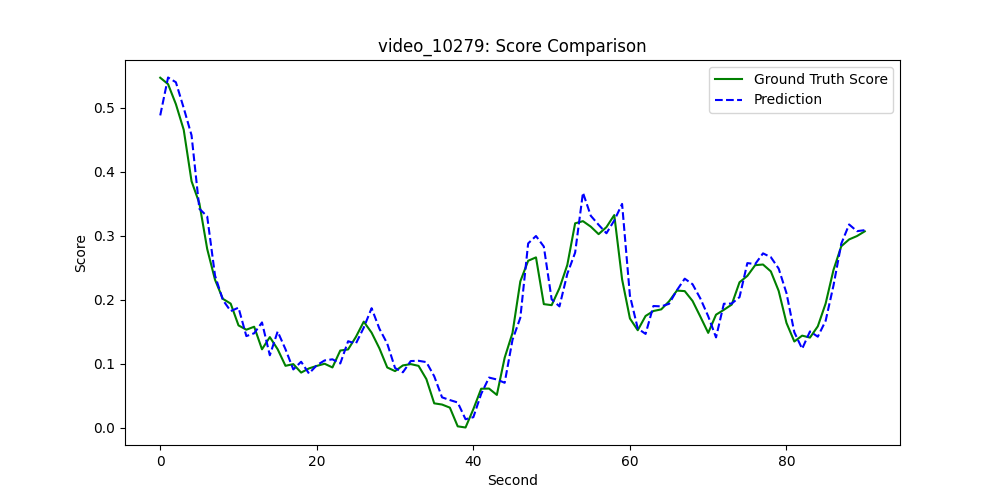 video_10279: Score Comparison
Ground Truth Score
Prediction
Score
0.5
0.4
0.3
0.2
0.1
0.0
0 20 40 60 80
Second